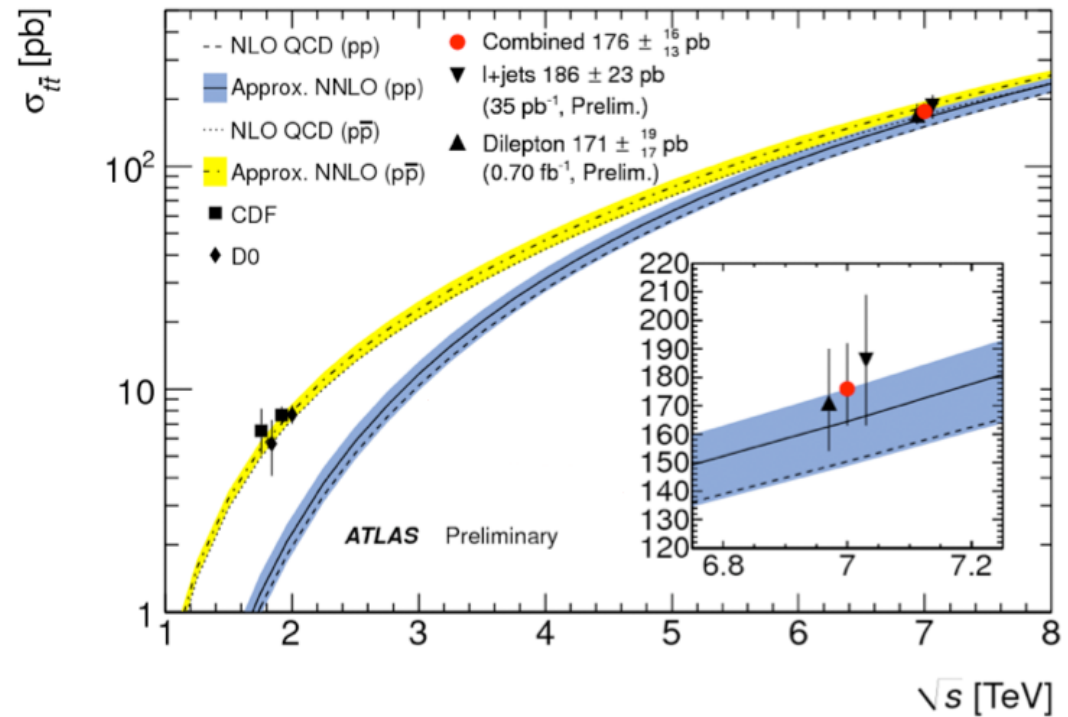 σtt̄ [pb]
NLO QCD (pp)
Approx. NNLO (pp)
NLO QCD (pp̅)
Approx. NNLO (pp̅)
CDF
D0
Combined 176 ± 16 13 pb
l+jets 186 ± 23 pb
(35 pb⁻¹, Prelim.)
Dilepton 171 ± 19 17 pb
(0.70 fb⁻¹, Prelim.)
10²
10
1
220
210
200
190
180
170
160
150
140
130
120
6.8 7 7.2
ATLAS Preliminary
1 2 3 4 5 6 7 8
√s [TeV]